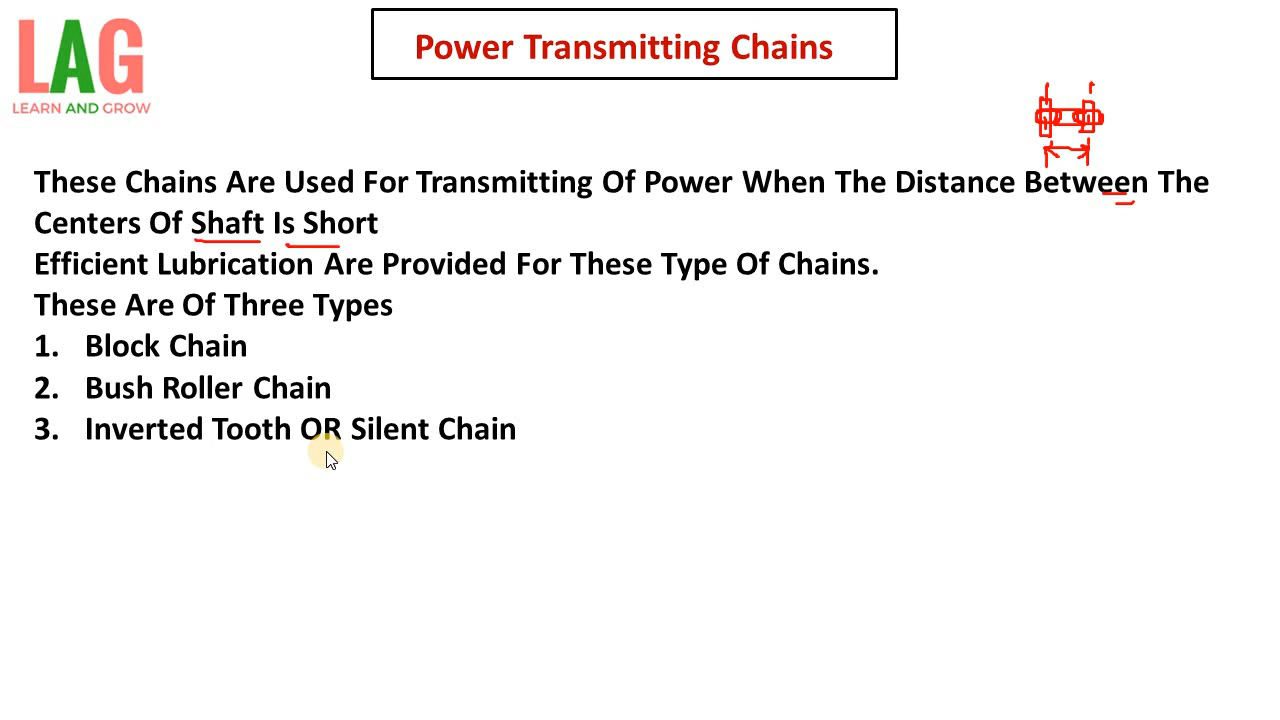 LAG
LEARN AND GROW
Power Transmitting Chains
These Chains Are Used For Transmitting Of Power When The Distance Between The
Centers Of Shaft Is Short
Efficient Lubrication Are Provided For These Type Of Chains.
These Are Of Three Types
1. Block Chain
2. Bush Roller Chain
3. Inverted Tooth OR Silent Chain